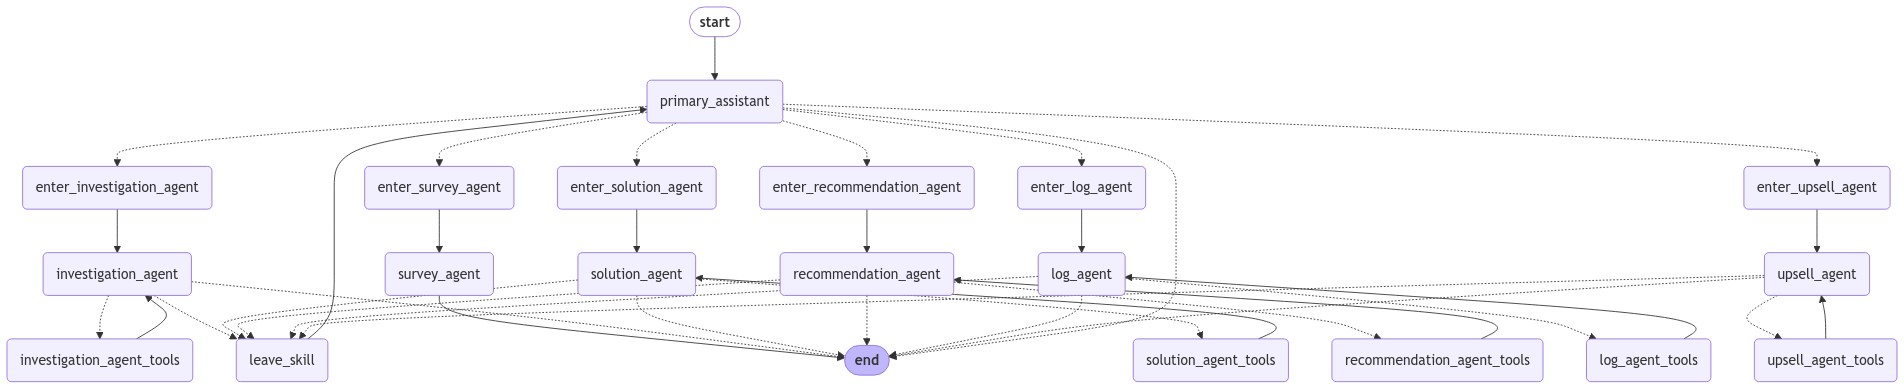 start
primary_assistant
enter_investigation_agent
enter_survey_agent
enter_solution_agent
enter_recommendation_agent
enter_log_agent
enter_upsell_agent
investigation_agent
survey_agent
solution_agent
recommendation_agent
log_agent
upsell_agent
investigation_agent_tools
leave_skill
end
solution_agent_tools
recommendation_agent_tools
log_agent_tools
upsell_agent_tools